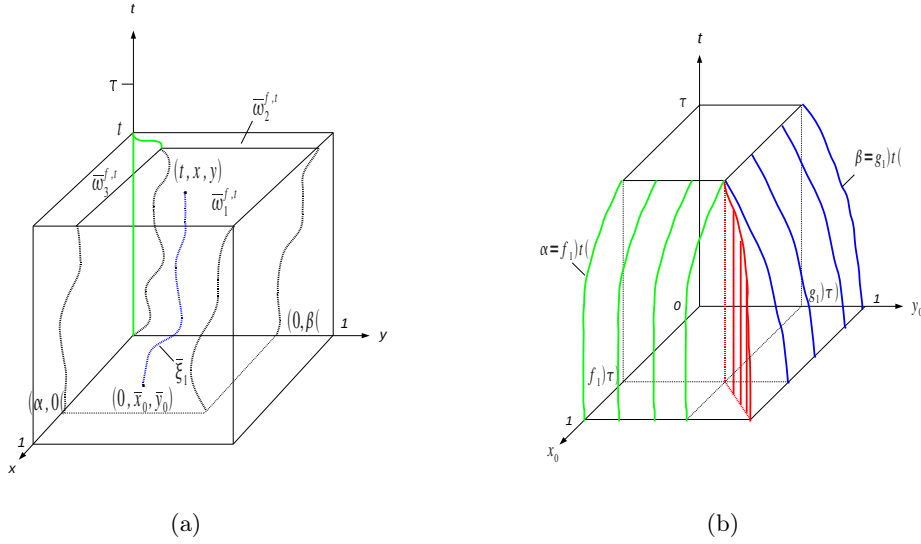 t
τ
t
ω̅₂^{f,t}
ω̅₃^{f,t}
(t, x, y)
ω̅₁^{f,t}
(0, β(
1
y
ξ̅₁
(α, 0(
(0, x̅₀, y̅₀)
1
x
(a)
t
τ
β=g₁)t(
α=f₁)t(
0
g₁)τ)
1
y₀
f₁)τ)
1
x₀
(b)